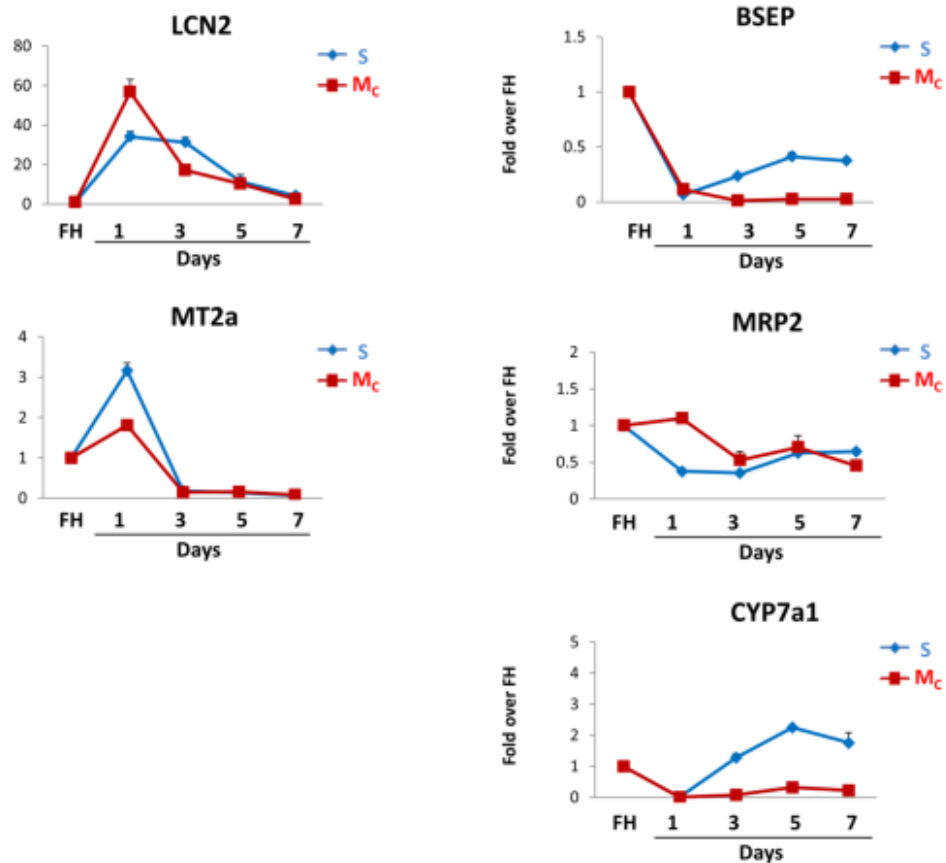 LCN2
80
60
40
20
0
FH 1 3 5 7
Days
S
Mc
BSEP
Fold over FH
1.5
1
0.5
0
FH 1 3 5 7
Days
S
Mc
MT2a
4
3
2
1
0
FH 1 3 5 7
Days
S
Mc
MRP2
Fold over FH
2
1.5
1
0.5
0
FH 1 3 5 7
Days
S
Mc
CYP7a1
Fold over FH
5
4
3
2
1
0
FH 1 3 5 7
Days
S
Mc